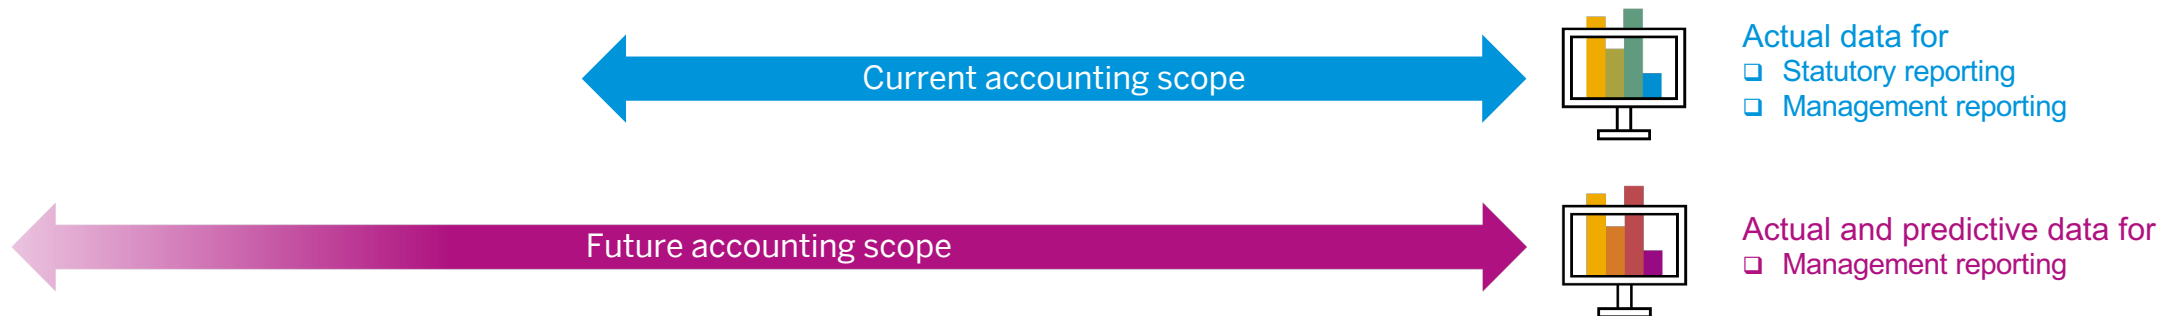 Current accounting scope
Actual data for
Statutory reporting
Management reporting
Future accounting scope
Actual and predictive data for
Management reporting